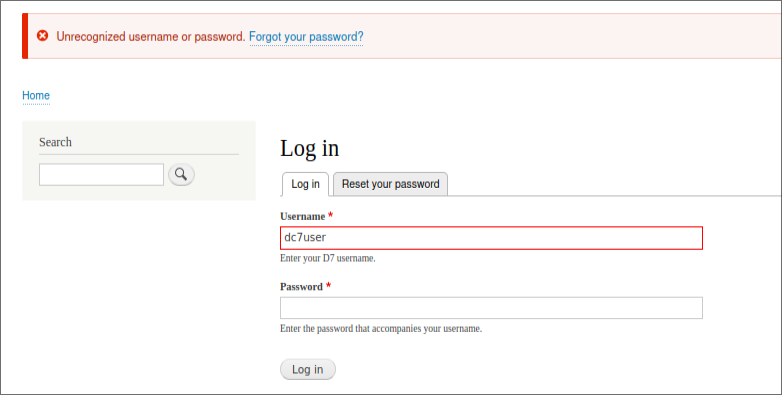 Unrecognized username or password. Forgot your password?
Home
Search
Log in
Log in Reset your password
Username *
dc7user
Enter your D7 username.
Password *
Enter the password that accompanies your username.
Log in